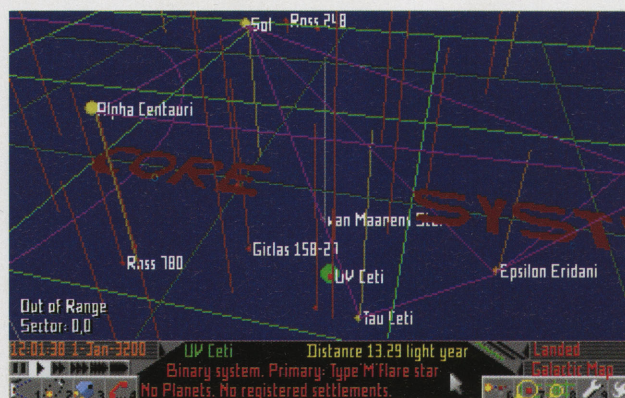 Sol
Ross 248
Alpha Centauri
CORE SYST
van Maarens St
Ross 780
Giclas 158-27
UV Ceti
Epsilon Eridani
Tau Ceti
Out of Range
Sector: 0,0
12:01:38 1-Jan-3200
UV Ceti
Distance 13.29 light year
Landed
Binary system. Primary: Type 'M' flare star
Galactic Map
No Planets. No registered settlements.